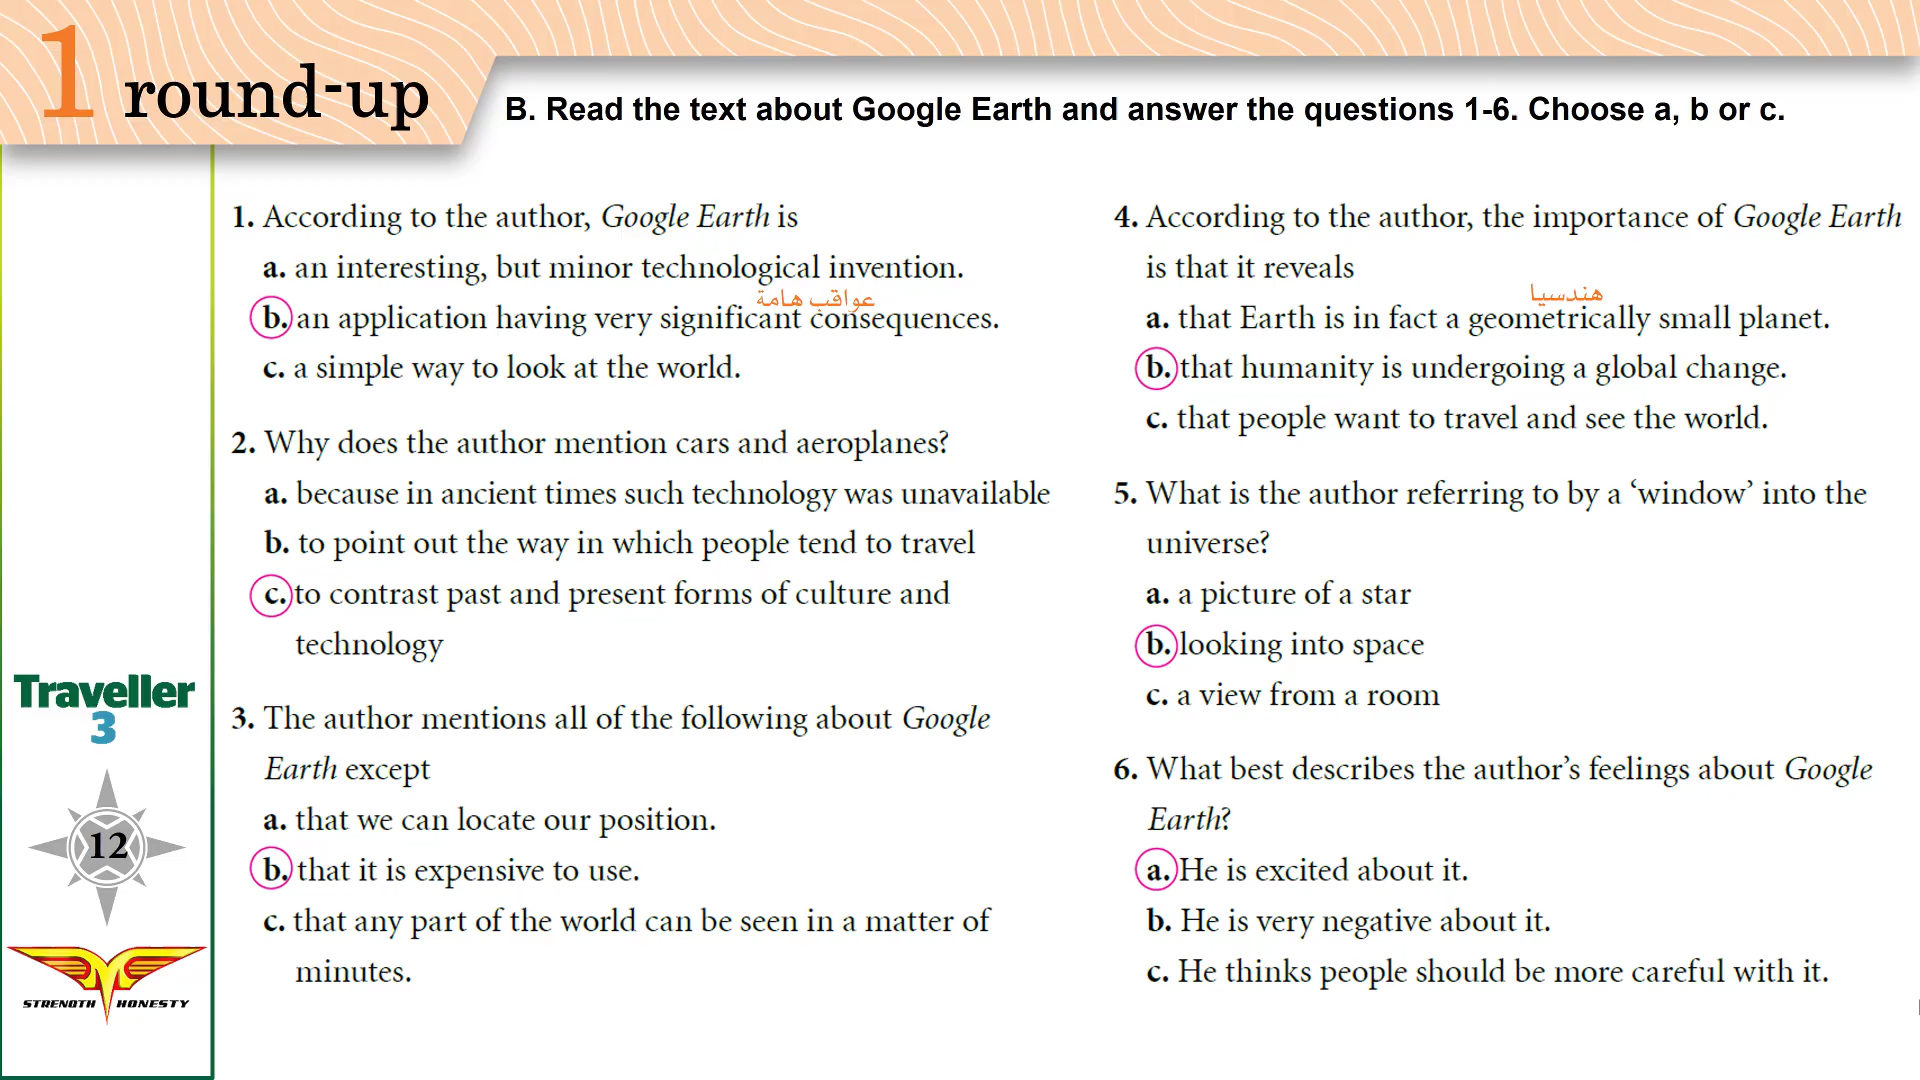 1 round-up
B. Read the text about Google Earth and answer the questions 1-6. Choose a, b or c.
1. According to the author, Google Earth is
a. an interesting, but minor technological invention.
عواقب هامة
b. an application having very significant consequences.
c. a simple way to look at the world.
2. Why does the author mention cars and aeroplanes?
a. because in ancient times such technology was unavailable
b. to point out the way in which people tend to travel
c. to contrast past and present forms of culture and
technology
3. The author mentions all of the following about Google
Earth except
a. that we can locate our position.
b. that it is expensive to use.
c. that any part of the world can be seen in a matter of
minutes.
4. According to the author, the importance of Google Earth
is that it reveals
هندسيا
a. that Earth is in fact a geometrically small planet.
b. that humanity is undergoing a global change.
c. that people want to travel and see the world.
5. What is the author referring to by a ‘window’ into the
universe?
a. a picture of a star
b. looking into space
c. a view from a room
6. What best describes the author’s feelings about Google
Earth?
a. He is excited about it.
b. He is very negative about it.
c. He thinks people should be more careful with it.
Traveller
3
12
STRENGTH HONESTY